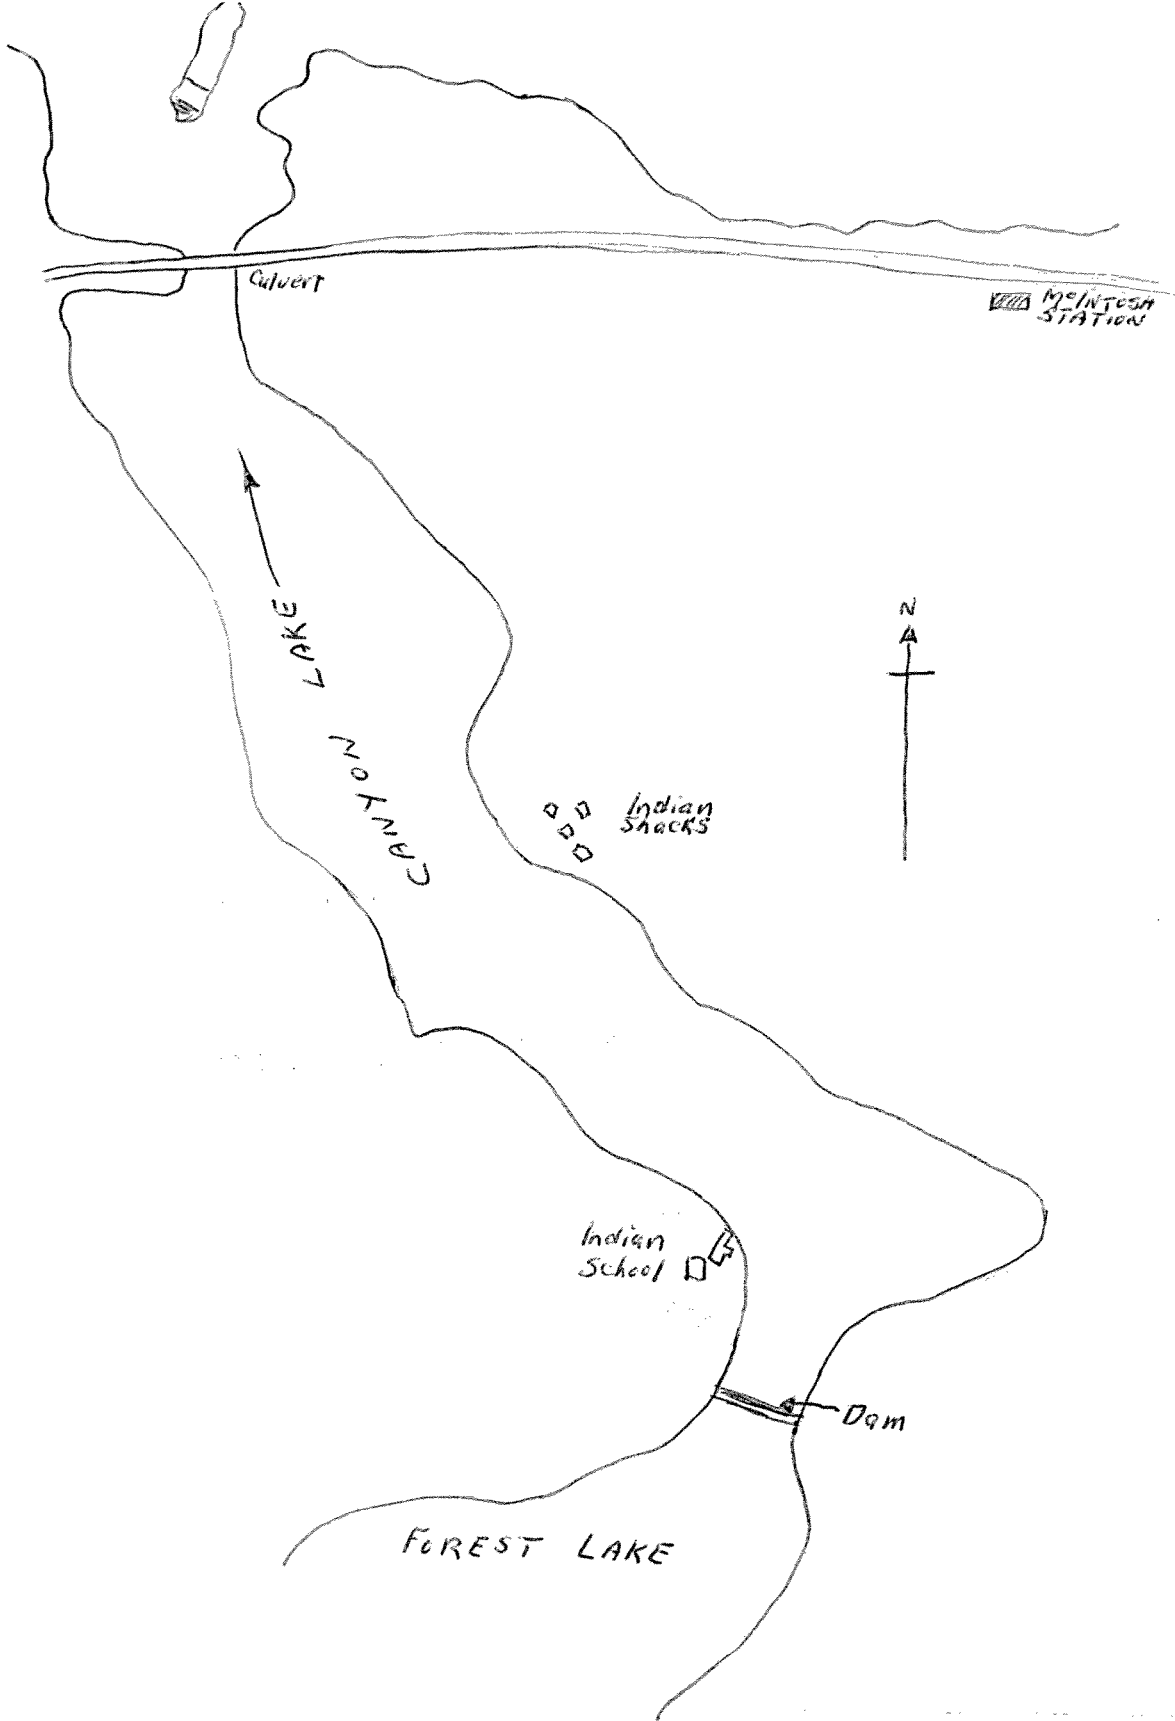 Culvert
McINTOSH
STATION
N
CANYON LAKE
Indian
Shacks
Indian
School
Dam
FOREST LAKE